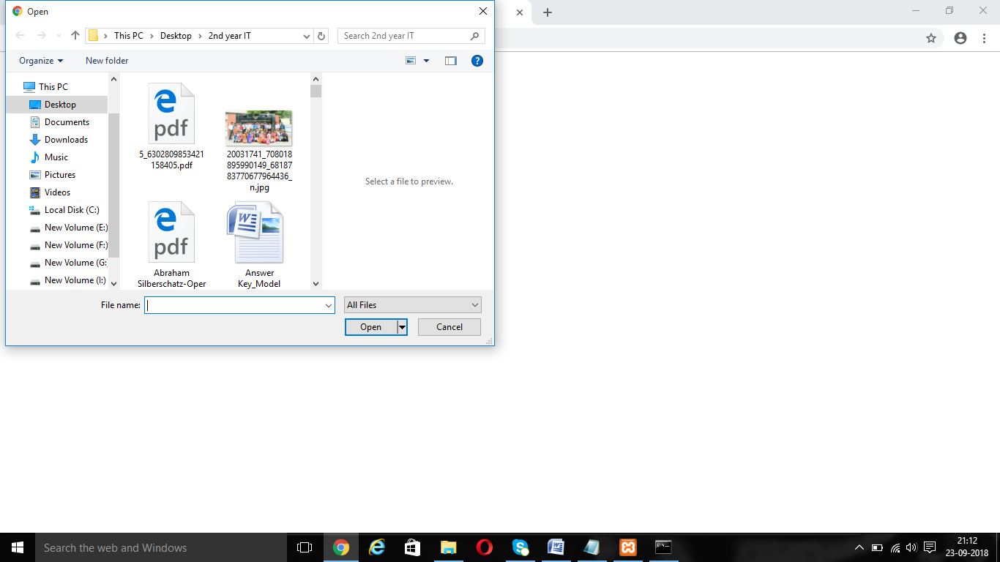 Open
This PC
Desktop
2nd year IT
Search 2nd year IT
Organize
New folder
This PC
Desktop
Documents
Downloads
Music
Pictures
Videos
Local Disk (C:)
New Volume (E:)
New Volume (F:)
New Volume (G:
New Volume (I:)
pdf
5_6302809853421
158405.pdf
20031741_708018
895990149_68187
83770677964436_
n.jpg
pdf
Abraham
Silberschatz-Oper
Answer
Key_Model
Select a file to preview.
File name:
All Files
Open
Cancel
Search the web and Windows
21:12
23-09-2018